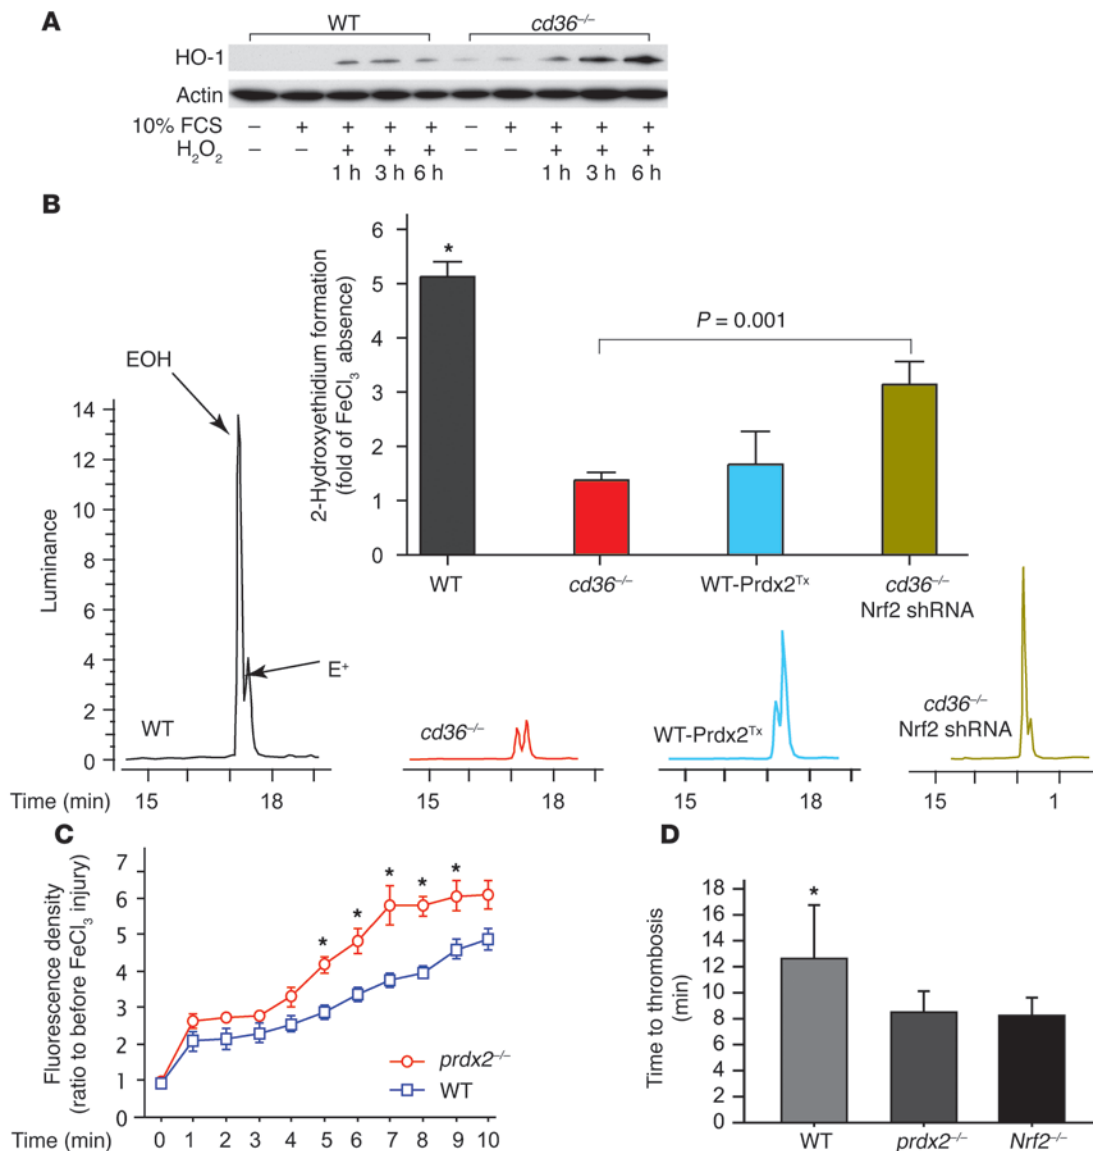 A
WT cd36–/–
HO-1
Actin
10% FCS – + + + + – + + + +
H2O2 – – + + + – – + + +
1 h 3 h 6 h 1 h 3 h 6 h
B
2-Hydroxyethidium formation
(fold of FeCl3 absence)
6
5
4
3
2
1
0
*
P = 0.001
WT cd36–/– WT-Prdx2Tx cd36–/–
Nrf2 shRNA
EOH
E+
Luminance
14
12
10
8
6
4
2
0
WT
cd36–/–
WT-Prdx2Tx
cd36–/–
Nrf2 shRNA
Time (min) 15 18 15 18 15 18 15 1
C
Fluorescence density
(ratio to before FeCl3 injury)
7
6
5
4
3
2
1
0
* * * * *
prdx2–/–
WT
Time (min) 0 1 2 3 4 5 6 7 8 9 10
D
Time to thrombosis
(min)
18
16
14
12
10
8
6
4
2
0
*
WT prdx2–/– Nrf2–/–